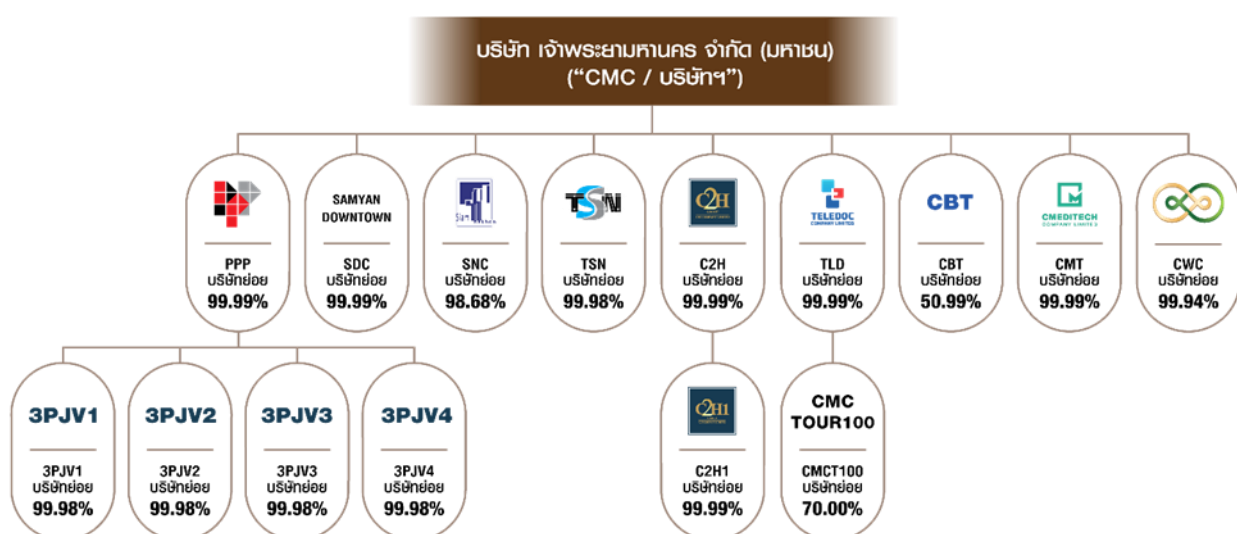 บริษัท เจ้าพระยามหานคร จำกัด (มหาชน)
(“CMC / บริษัทฯ”)
PPP
บริษัทย่อย
99.99%
SAMYAN
DOWNTOWN
SDC
บริษัทย่อย
99.99%
SNC
บริษัทย่อย
98.68%
TSN
TSN
บริษัทย่อย
99.98%
C2H
C2H
บริษัทย่อย
99.99%
TELEDOC
COMPANY LIMITED
TLD
บริษัทย่อย
99.99%
CBT
CBT
บริษัทย่อย
50.99%
CMEDITECH
COMPANY LIMITED
CMT
บริษัทย่อย
99.99%
CWC
บริษัทย่อย
99.94%
3PJV1
3PJV1
บริษัทย่อย
99.98%
3PJV2
3PJV2
บริษัทย่อย
99.98%
3PJV3
3PJV3
บริษัทย่อย
99.98%
3PJV4
3PJV4
บริษัทย่อย
99.98%
C2H1
C2H1
บริษัทย่อย
99.99%
CMC
TOUR100
CMCT100
บริษัทย่อย
70.00%